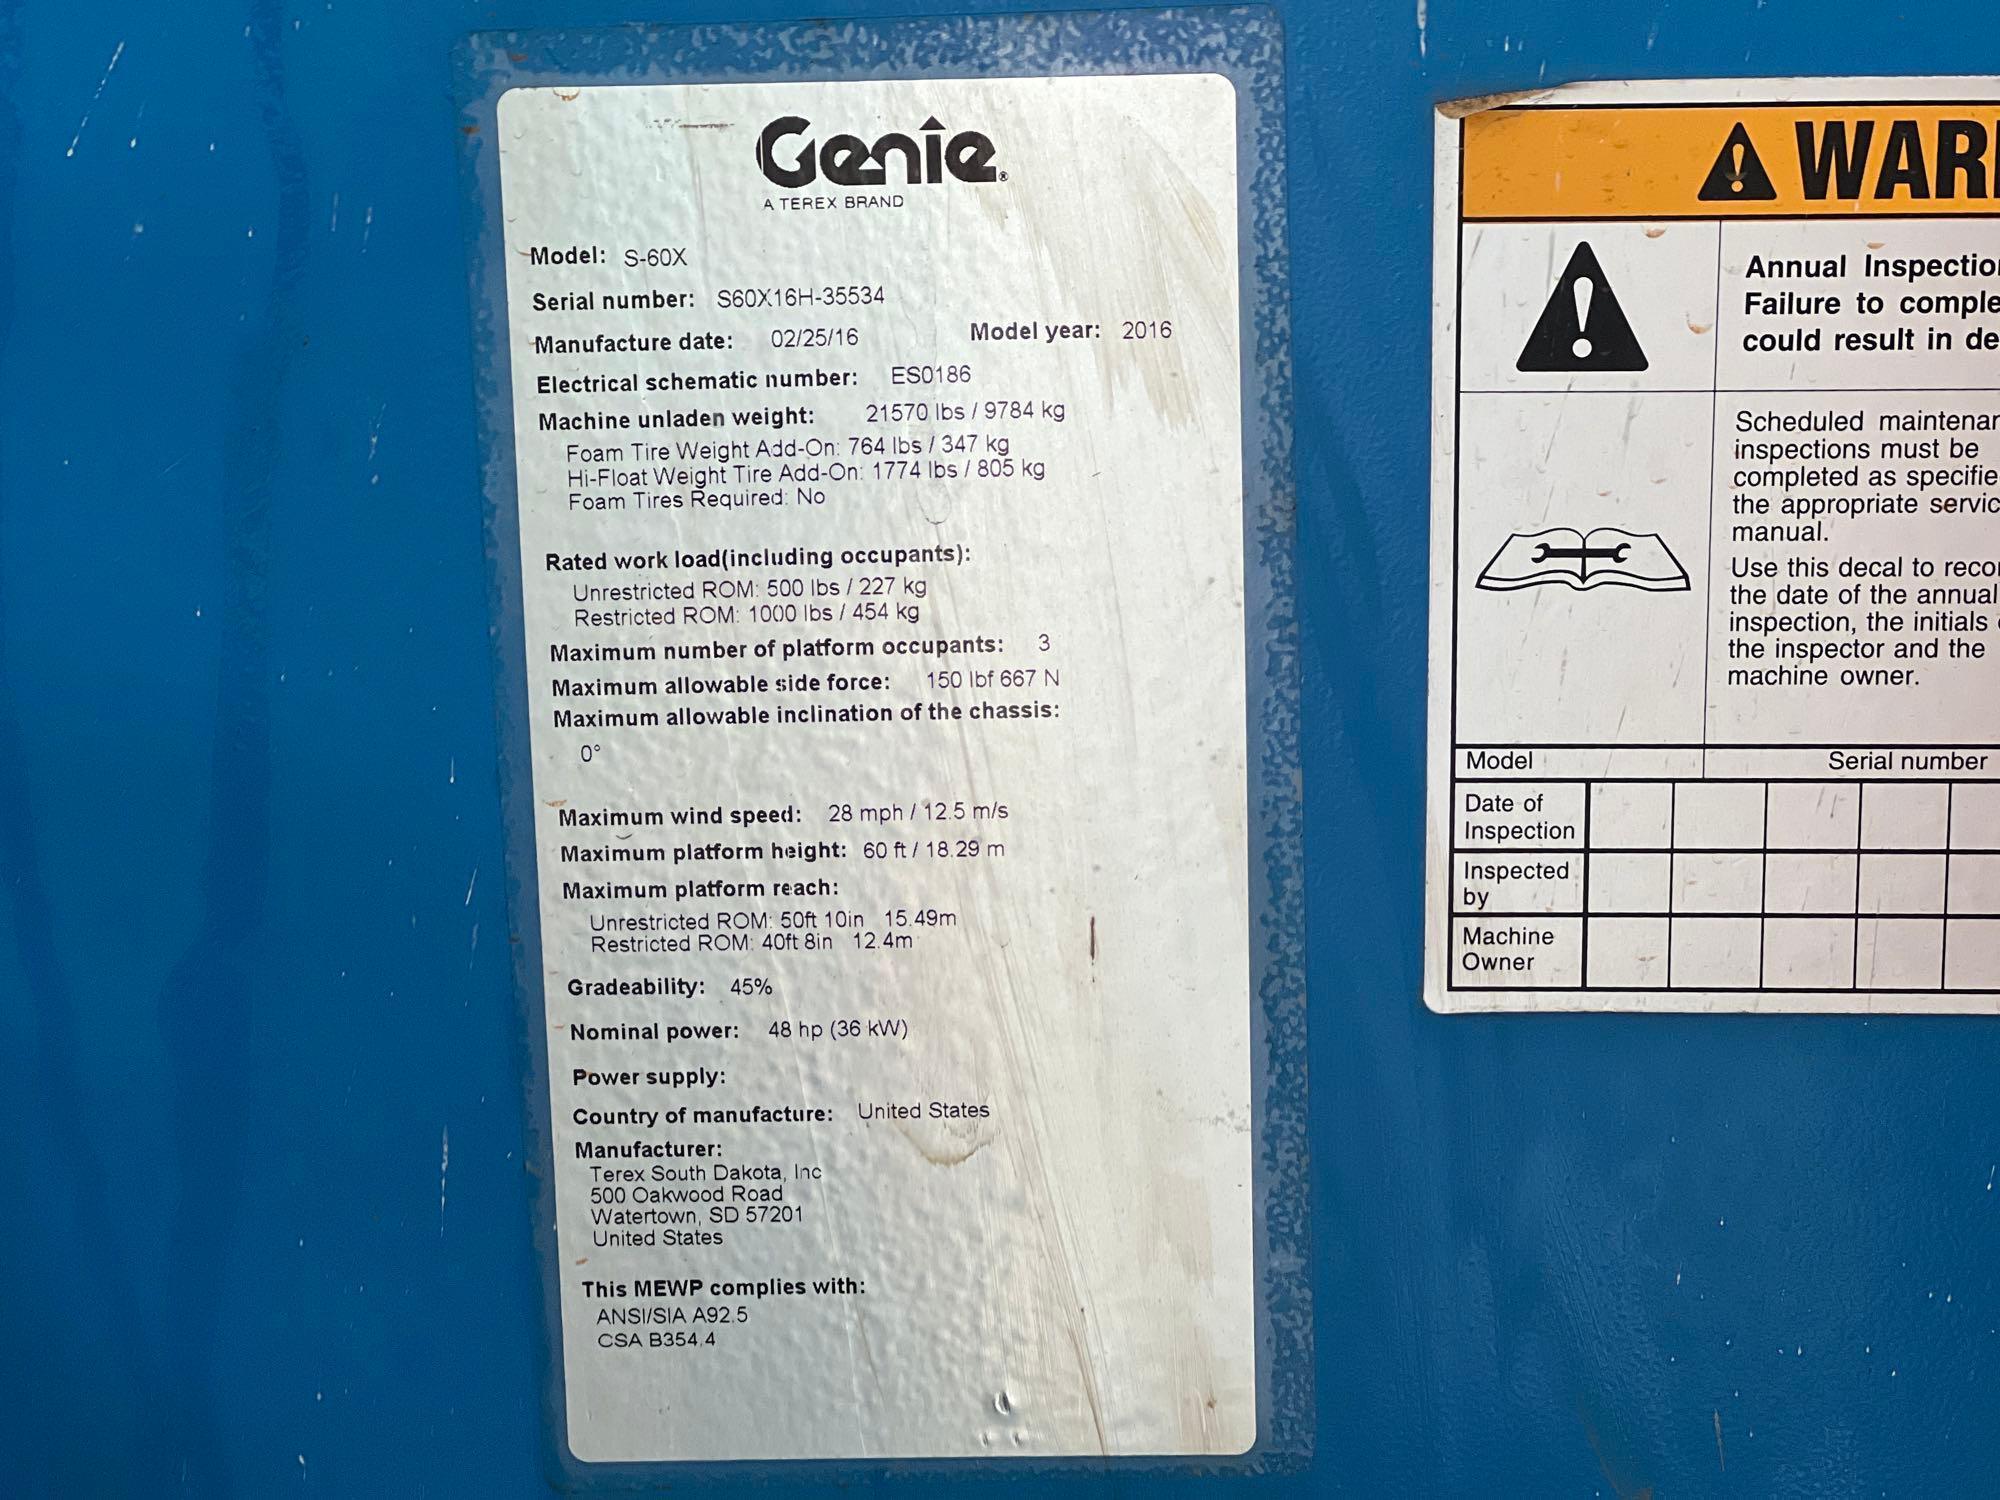 Genie®
A TEREX BRAND
Model: S-60X
Serial number: S60X16H-35534
Manufacture date: 02/25/16 Model year: 2016
Electrical schematic number: ES0186
Machine unladen weight: 21570 lbs / 9784 kg
Foam Tire Weight Add-On: 764 lbs / 347 kg
Hi-Float Weight Tire Add-On: 1774 lbs / 805 kg
Foam Tires Required: No
Rated work load(including occupants):
Unrestricted ROM: 500 lbs / 227 kg
Restricted ROM: 1000 lbs / 454 kg
Maximum number of platform occupants: 3
Maximum allowable side force: 150 lbf 667 N
Maximum allowable inclination of the chassis:
0°
Maximum wind speed: 28 mph / 12.5 m/s
Maximum platform height: 60 ft / 18.29 m
Maximum platform reach:
Unrestricted ROM: 50ft 10in 15.49m
Restricted ROM: 40ft 8in 12.4m
Gradeability: 45%
Nominal power: 48 hp (36 kW)
Power supply:
Country of manufacture: United States
Manufacturer:
Terex South Dakota, Inc
500 Oakwood Road
Watertown, SD 57201
United States
This MEWP complies with:
ANSI/SIA A92.5
CSA B354.4
WAR
Annual Inspectio
Failure to comple
could result in de
Scheduled maintenan
inspections must be
completed as specifie
the appropriate servic
manual.
Use this decal to reco
the date of the annual
inspection, the initials
the inspector and the
machine owner.
Model Serial number
Date of
Inspection
Inspected
by
Machine
Owner